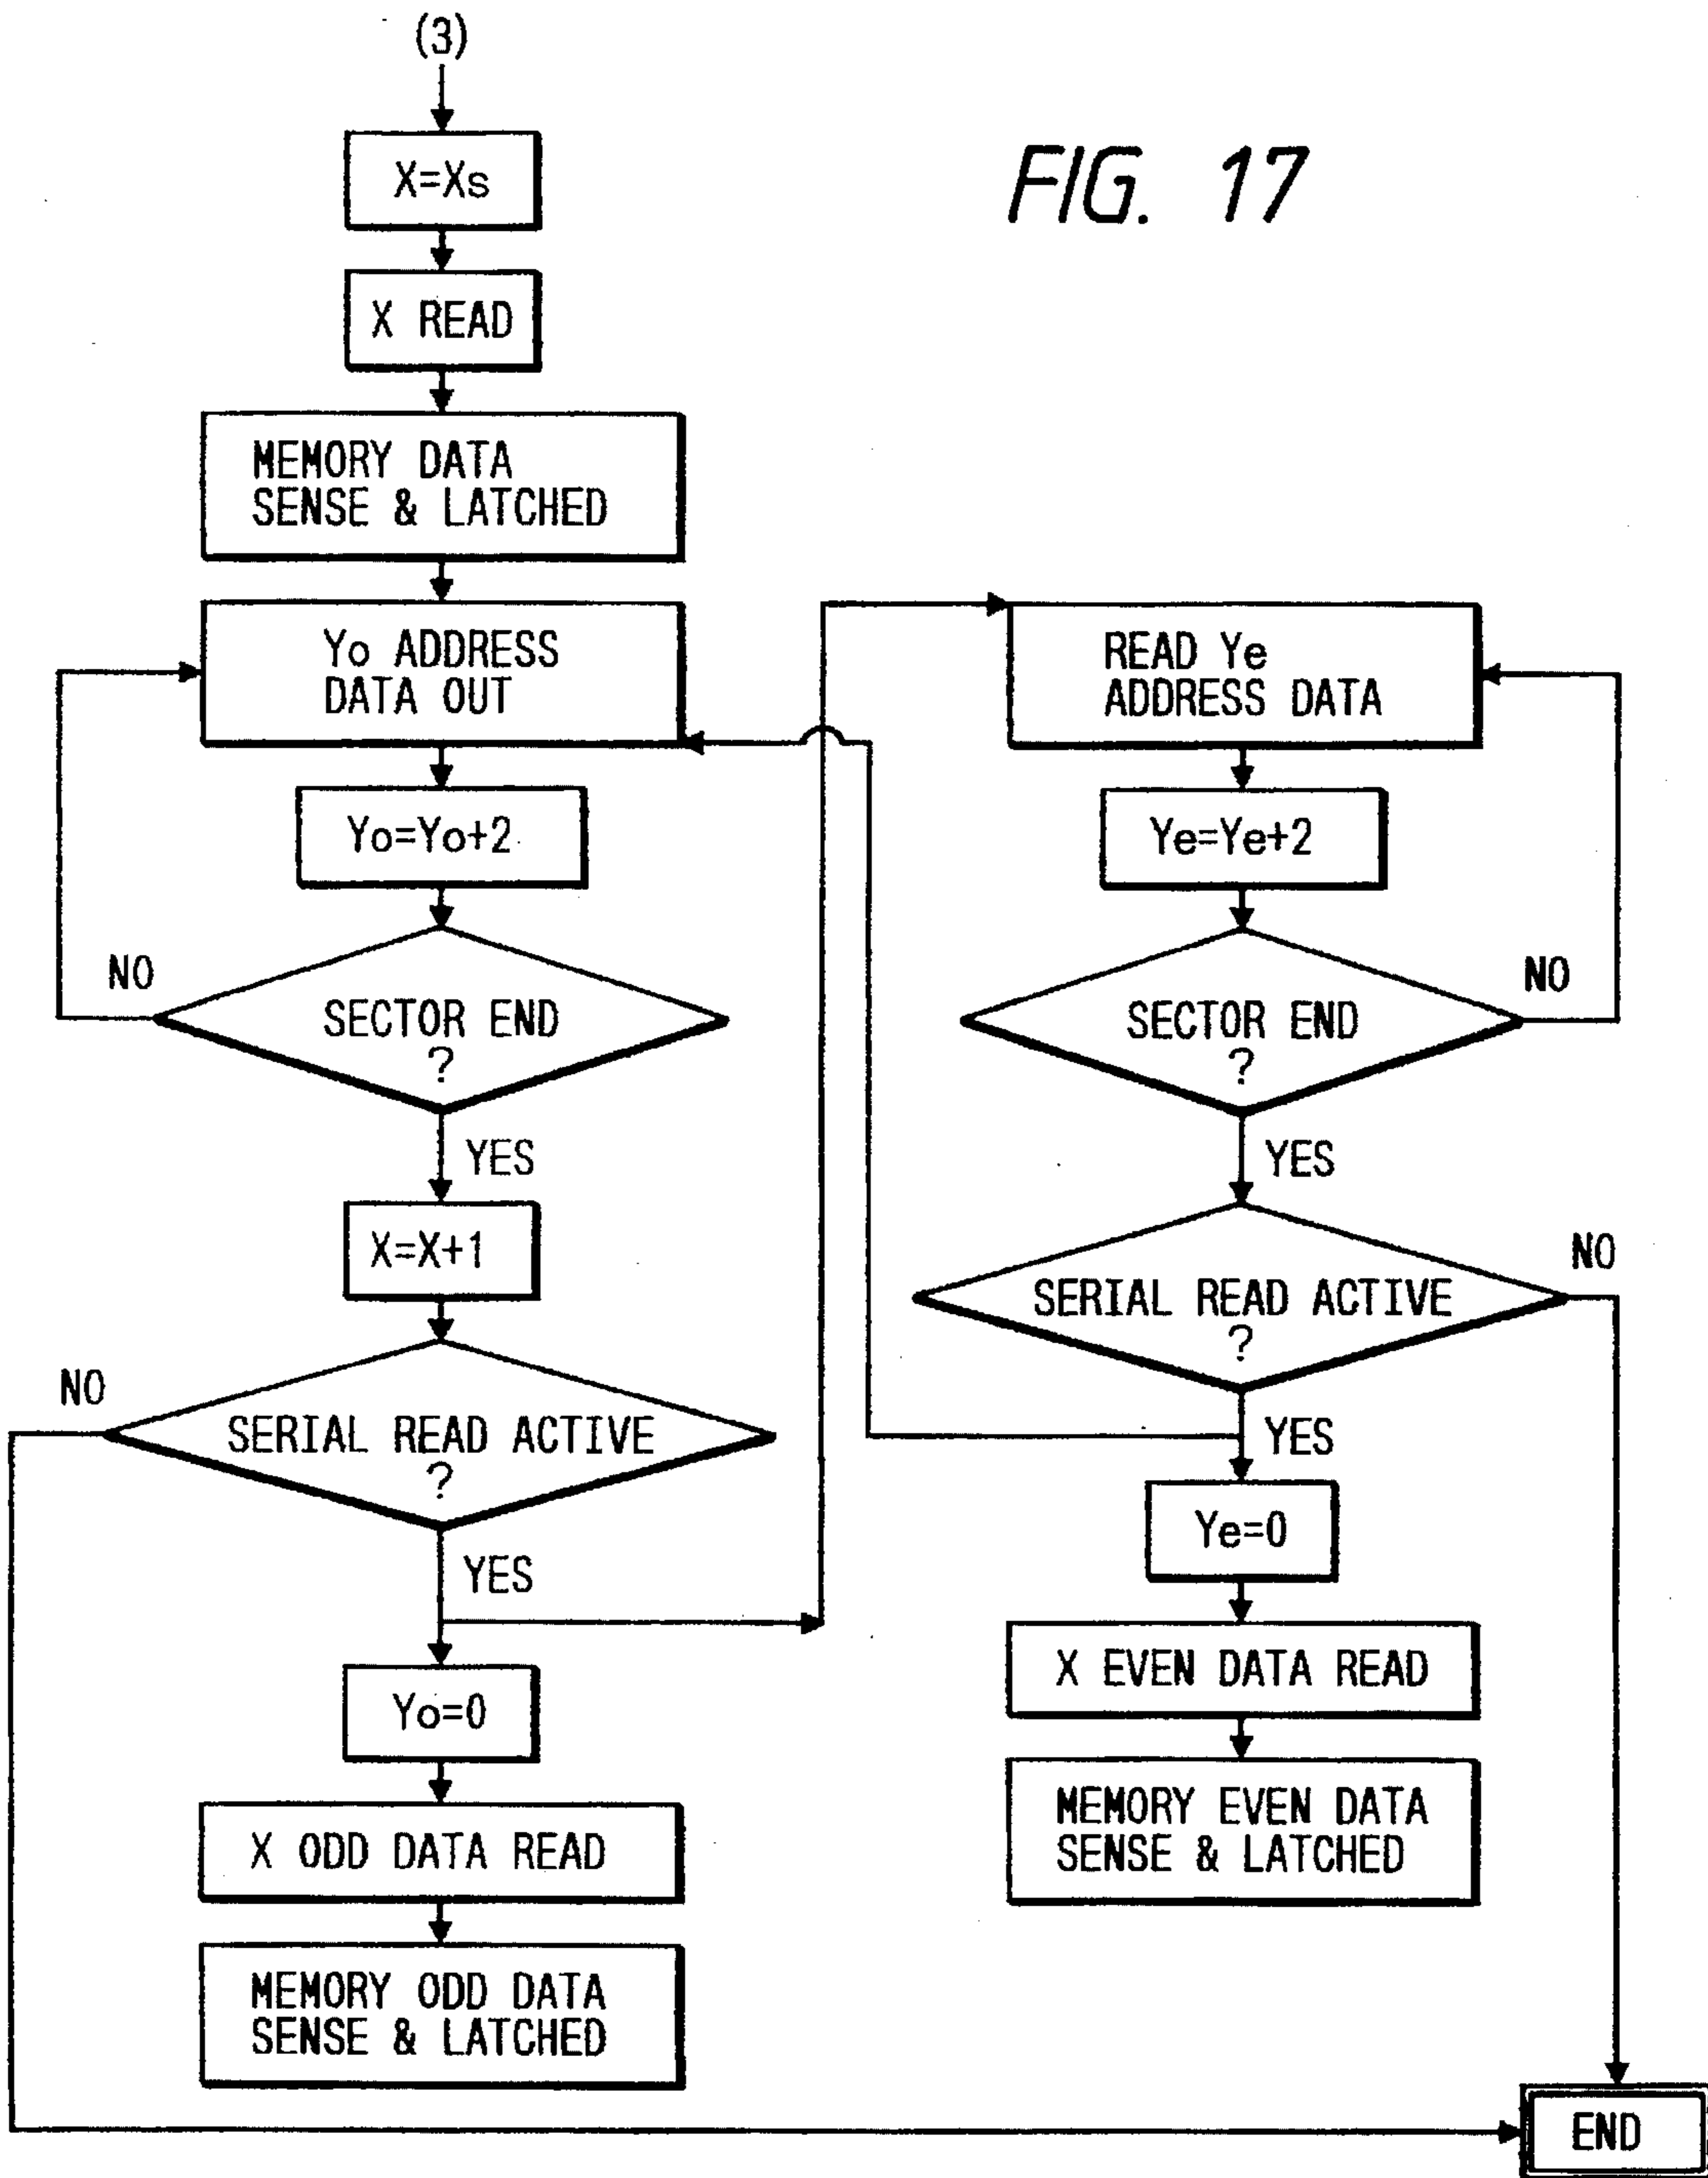 (3)
FIG. 17
X=Xs
X READ
MEMORY DATA
SENSE & LATCHED
Yo ADDRESS
DATA OUT
Yo=Yo+2
NO
SECTOR END
?
YES
X=X+1
NO
SERIAL READ ACTIVE
?
YES
Yo=0
X ODD DATA READ
MEMORY ODD DATA
SENSE & LATCHED
READ Ye
ADDRESS DATA
Ye=Ye+2
NO
SECTOR END
?
YES
NO
SERIAL READ ACTIVE
?
YES
Ye=0
X EVEN DATA READ
MEMORY EVEN DATA
SENSE & LATCHED
END